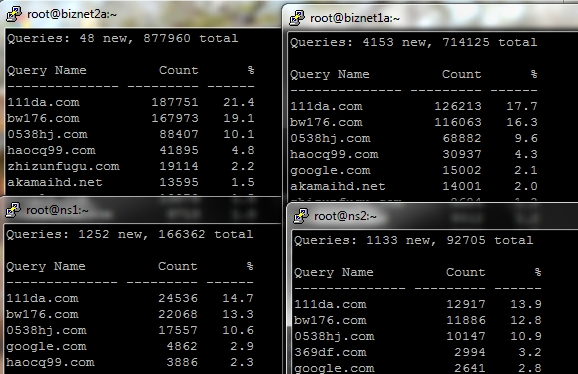 root@biznet2a:~
Queries: 48 new, 877960 total
Query Name Count %
--------------- --------- ------
111da.com 187751 21.4
bw176.com 167973 19.1
0538hj.com 88407 10.1
haocq99.com 41895 4.8
zhizunfugu.com 19114 2.2
akamaihd.net 13595 1.5
root@biznet1a:~
Queries: 4153 new, 714125 total
Query Name Count %
--------------- ---------- ------
111da.com 126213 17.7
bw176.com 116063 16.3
0538hj.com 68882 9.6
haocq99.com 30937 4.3
google.com 15002 2.1
akamaihd.net 14001 2.0
root@ns1:~
Queries: 1252 new, 166362 total
Query Name Count %
--------------- --------- ------
111da.com 24536 14.7
bw176.com 22068 13.3
0538hj.com 17557 10.6
google.com 4862 2.9
haocq99.com 3886 2.3
root@ns2:~
Queries: 1133 new, 92705 total
Query Name Count %
--------------- ---------- ------
111da.com 12917 13.9
bw176.com 11886 12.8
0538hj.com 10147 10.9
369df.com 2994 3.2
google.com 2641 2.8